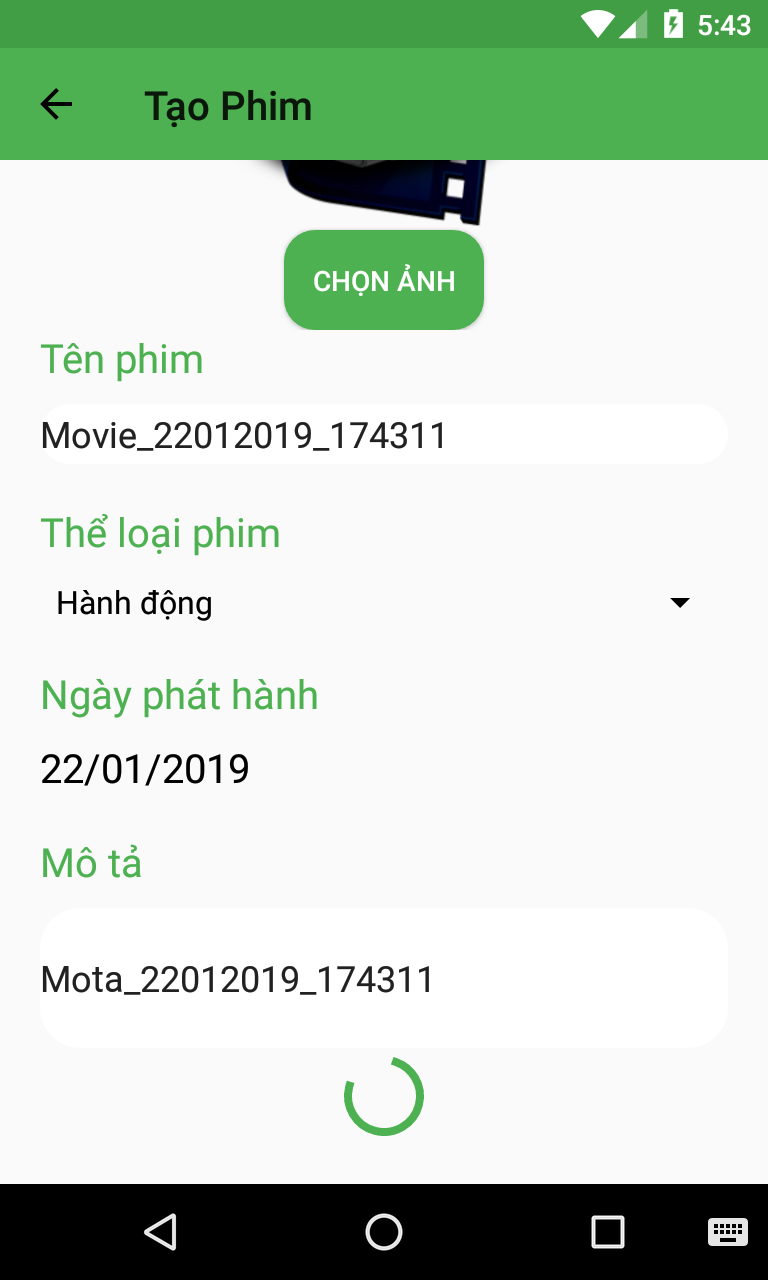 5:43
Tạo Phim
CHỌN ẢNH
Tên phim
Movie_22012019_174311
Thể loại phim
Hành động
Ngày phát hành
22/01/2019
Mô tả
Mota_22012019_174311